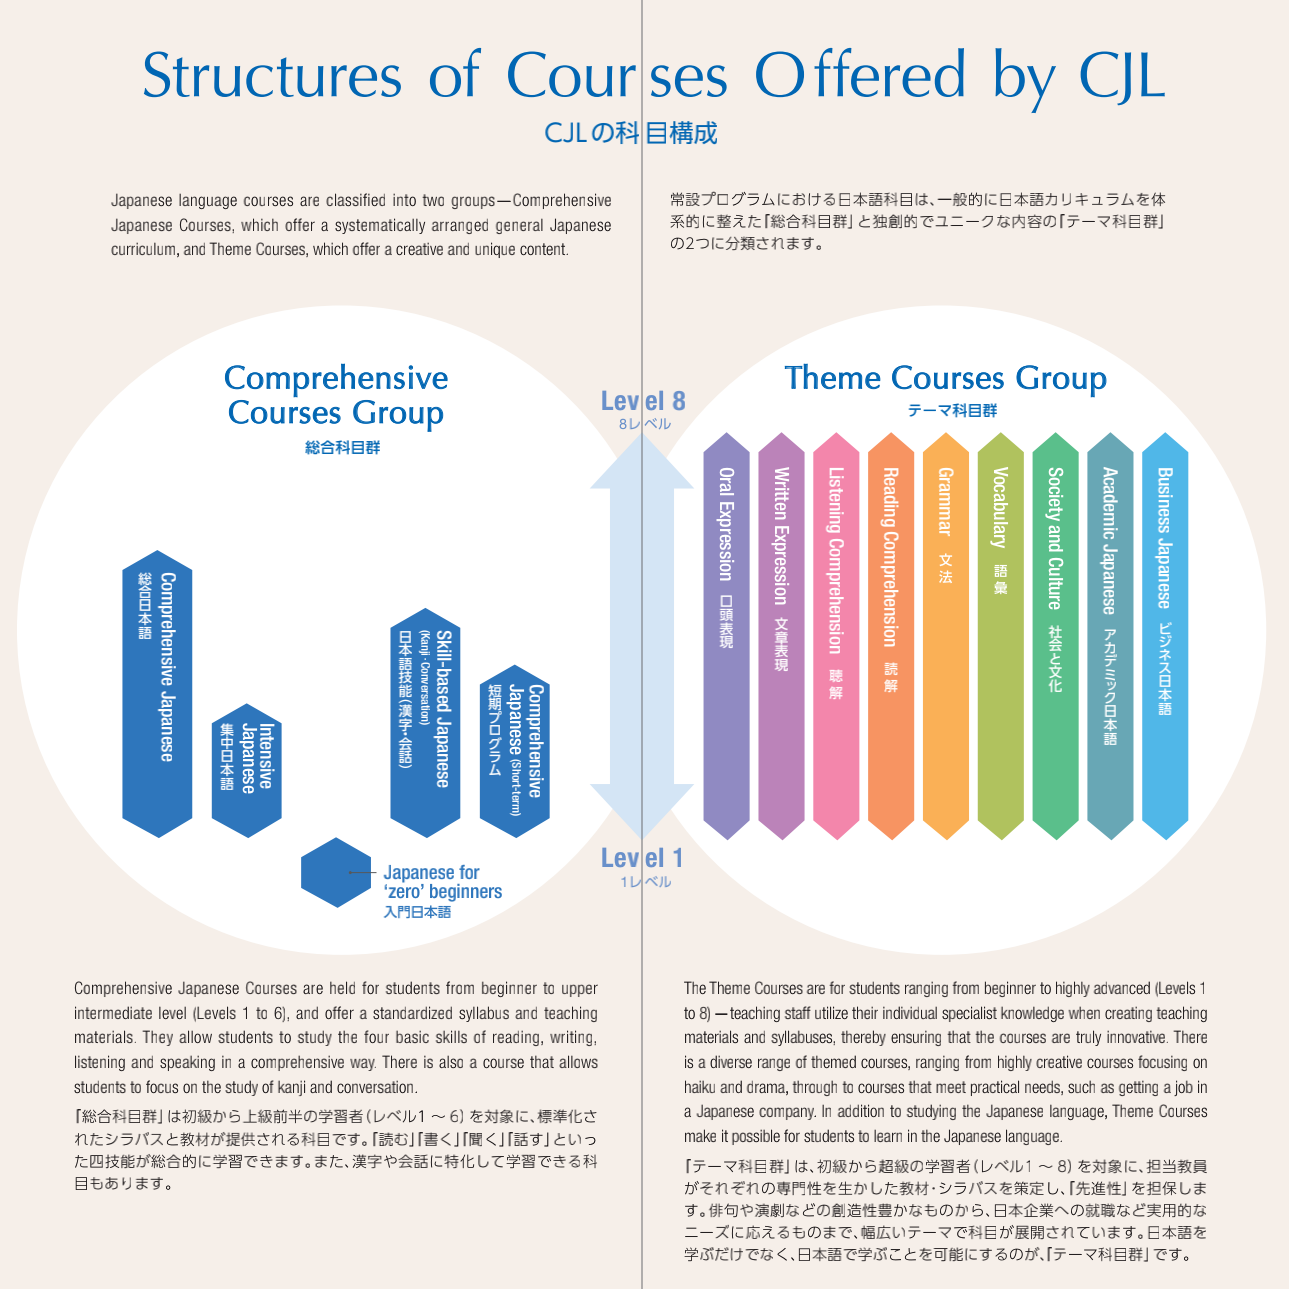 Structures of Courses Offered by CJL
CJLの科目構成
Japanese language courses are classified into two groups—Comprehensive
Japanese Courses, which offer a systematically arranged general Japanese
curriculum, and Theme Courses, which offer a creative and unique content.
常設プログラムにおける日本語科目は、一般的に日本語カリキュラムを体
系的に整えた「総合科目群」と独創的でユニークな内容の「テーマ科目群」
の2つに分類されます。
Comprehensive
Courses Group
総合科目群
Comprehensive Japanese
総合日本語
Intensive
Japanese
集中日本語
Japanese for
‘zero’ beginners
入門日本語
Skill-based Japanese
(Kanji · Conversation)
日本語技能(漢字・会話)
Comprehensive
Japanese (Short-term)
短期プログラム
Level 8
8レベル
Level 1
1レベル
Theme Courses Group
テーマ科目群
Oral Expression 口頭表現
Written Expression 文章表現
Listening Comprehension 聴解
Reading Comprehension 読解
Grammar 文法
Vocabulary 語彙
Society and Culture 社会と文化
Academic Japanese アカデミック日本語
Business Japanese ビジネス日本語
Comprehensive Japanese Courses are held for students from beginner to upper
intermediate level (Levels 1 to 6), and offer a standardized syllabus and teaching
materials. They allow students to study the four basic skills of reading, writing,
listening and speaking in a comprehensive way. There is also a course that allows
students to focus on the study of kanji and conversation.
「総合科目群」は初級から上級前半の学習者（レベル1 ～ 6）を対象に、標準化さ
れたシラバスと教材が提供される科目です。「読む」「書く」「聞く」「話す」といっ
た四技能が総合的に学習できます。また、漢字や会話に特化して学習できる科
目もあります。
The Theme Courses are for students ranging from beginner to highly advanced (Levels 1
to 8) —teaching staff utilize their individual specialist knowledge when creating teaching
materials and syllabuses, thereby ensuring that the courses are truly innovative. There
is a diverse range of themed courses, ranging from highly creative courses focusing on
haiku and drama, through to courses that meet practical needs, such as getting a job in
a Japanese company. In addition to studying the Japanese language, Theme Courses
make it possible for students to learn in the Japanese language.
「テーマ科目群」は、初級から超級の学習者（レベル1 ～ 8）を対象に、担当教員
がそれぞれの専門性を生かした教材・シラバスを策定し、「先進性」を担保しま
す。俳句や演劇などの創造性豊かなものから、日本企業への就職など実用的な
ニーズに応えるものまで、幅広いテーマで科目が展開されています。日本語を
学ぶだけでなく、日本語で学ぶことを可能にするのが、「テーマ科目群」です。